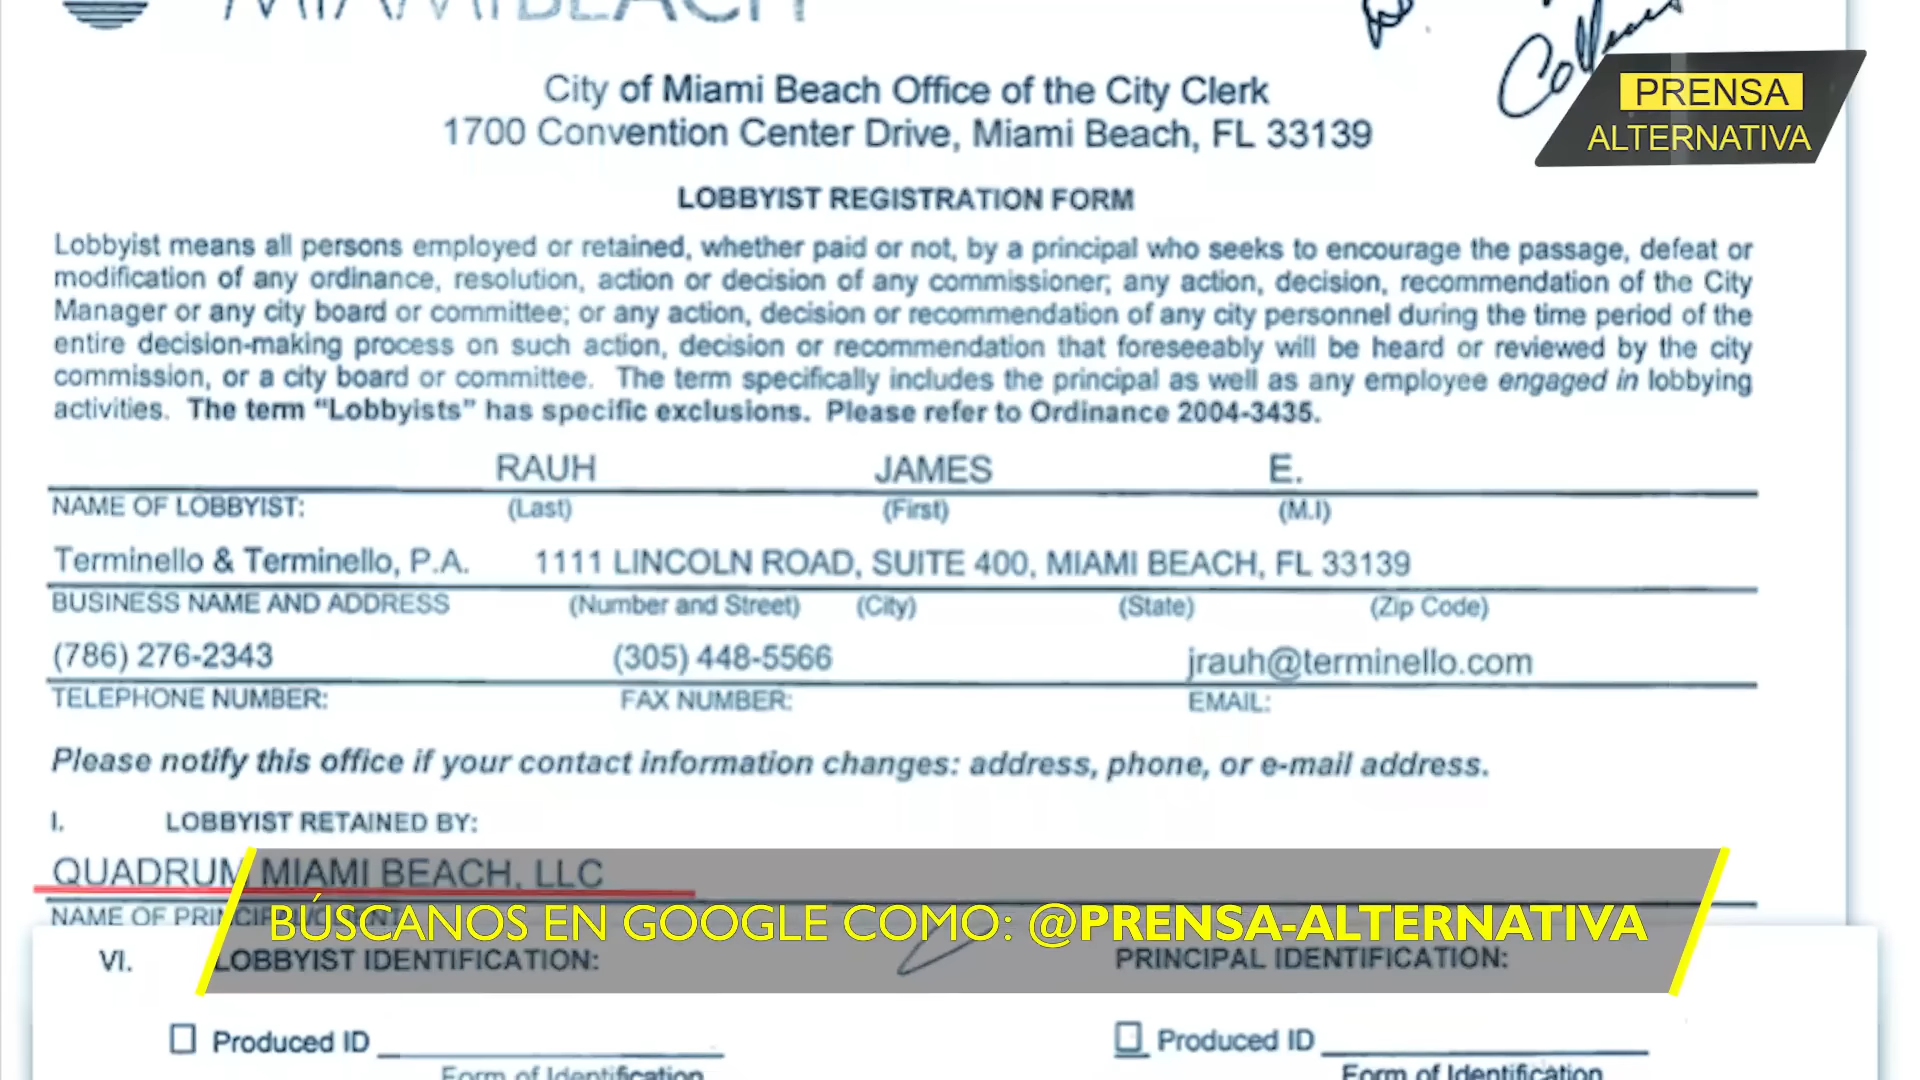 MIAMI BEACH
City of Miami Beach Office of the City Clerk
1700 Convention Center Drive, Miami Beach, FL 33139
PRENSA
ALTERNATIVA
LOBBYIST REGISTRATION FORM
Lobbyist means all persons employed or retained, whether paid or not, by a principal who seeks to encourage the passage, defeat or
modification of any ordinance, resolution, action or decision of any commissioner; any action, decision, recommendation of the City
Manager or any city board or committee; or any action, decision or recommendation of any city personnel during the time period of the
entire decision-making process on such action, decision or recommendation that foreseeably will be heard or reviewed by the city
commission, or a city board or committee. The term specifically includes the principal as well as any employee engaged in lobbying
activities. The term “Lobbyists” has specific exclusions. Please refer to Ordinance 2004-3435.
RAUH JAMES E.
NAME OF LOBBYIST: (Last) (First) (M.I)
Terminello & Terminello, P.A. 1111 LINCOLN ROAD, SUITE 400, MIAMI BEACH, FL 33139
BUSINESS NAME AND ADDRESS (Number and Street) (City) (State) (Zip Code)
(786) 276-2343 (305) 448-5566 jrauh@terminello.com
TELEPHONE NUMBER: FAX NUMBER: EMAIL:
Please notify this office if your contact information changes: address, phone, or e-mail address.
I. LOBBYIST RETAINED BY:
QUADRUM MIAMI BEACH, LLC
NAME OF PRINCIPAL/CLIENT
BÚSCANOS EN GOOGLE COMO: @PRENSA-ALTERNATIVA
VI. LOBBYIST IDENTIFICATION: PRINCIPAL IDENTIFICATION:
Produced ID Produced ID
Form of Identification Form of Identification